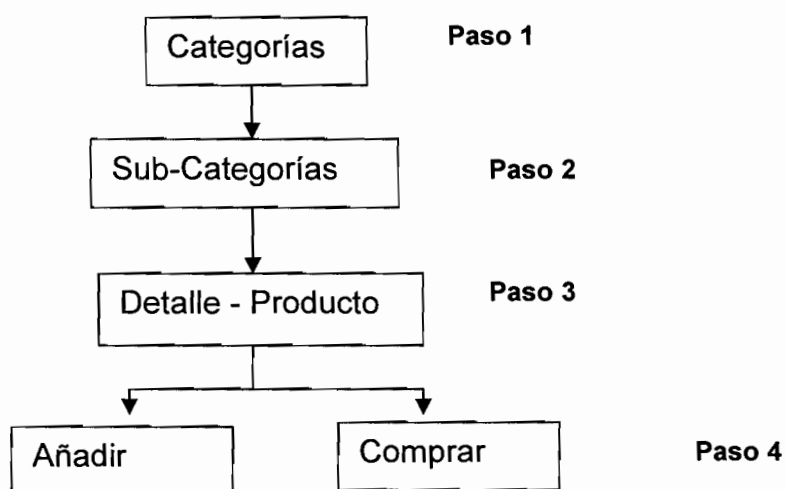 Categorías
Paso 1
Sub-Categorías
Paso 2
Detalle - Producto
Paso 3
Añadir
Comprar
Paso 4